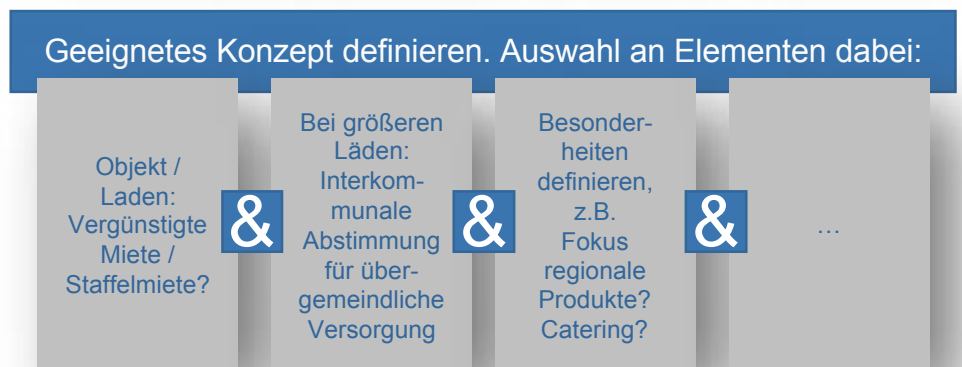 Geeignetes Konzept definieren. Auswahl an Elementen dabei:
Objekt /
Laden:
Vergünstigte
Miete /
Staffelmiete?
&
Bei größeren
Läden:
Interkom-
munale
Abstimmung
für über-
gemeindliche
Versorgung
&
Besonder-
heiten
definieren,
z.B.
Fokus
regionale
Produkte?
Catering?
&
…